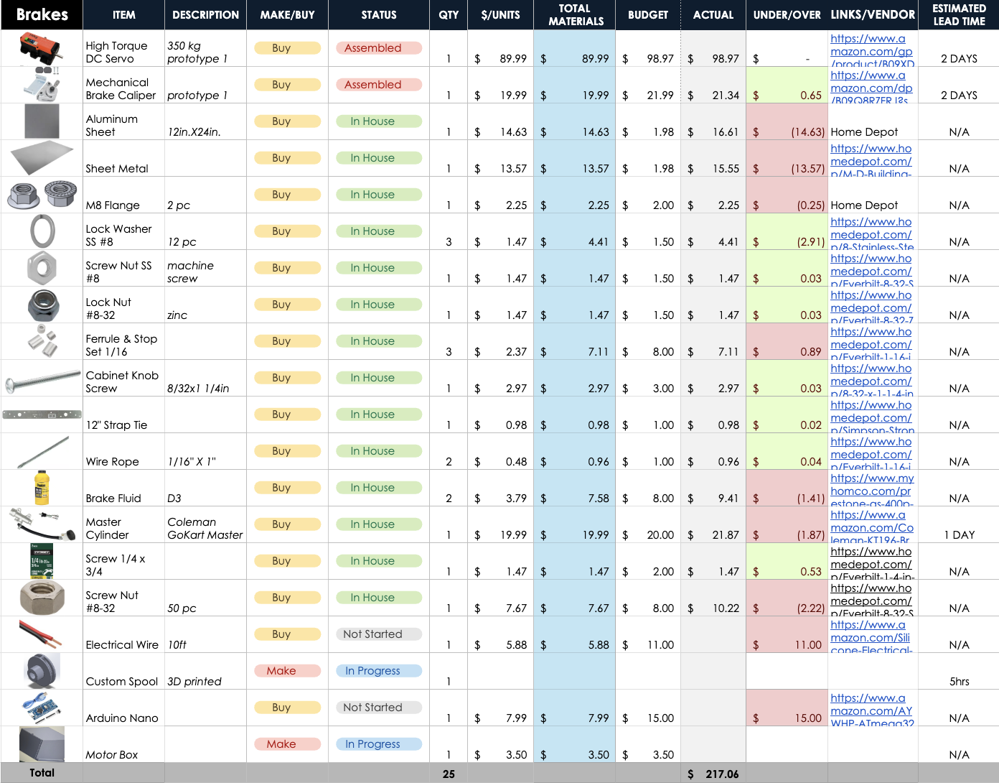 Brakes ITEM DESCRIPTION MAKE/BUY STATUS QTY $/UNITS TOTAL MATERIALS BUDGET ACTUAL UNDER/OVER LINKS/VENDOR ESTIMATED LEAD TIME
High Torque DC Servo 350 kg prototype 1 Buy Assembled 1 $ 89.99 $ 89.99 $ 98.97 $ 98.97 $ - https://www.amazon.com/gp/product/B09XD 2 DAYS
Mechanical Brake Caliper prototype 1 Buy Assembled 1 $ 19.99 $ 19.99 $ 21.99 $ 21.34 $ 0.65 https://www.amazon.com/dp 2 DAYS
Aluminum Sheet 12in.X24in. Buy In House 1 $ 14.63 $ 14.63 $ 1.98 $ 16.61 $ (14.63) Home Depot N/A
Sheet Metal Buy In House 1 $ 13.57 $ 13.57 $ 1.98 $ 15.55 $ (13.57) https://www.homedepot.com/p/M-D-Building- N/A
M8 Flange 2 pc Buy In House 1 $ 2.25 $ 2.25 $ 2.00 $ 2.25 $ (0.25) Home Depot N/A
Lock Washer SS #8 12 pc Buy In House 3 $ 1.47 $ 4.41 $ 1.50 $ 4.41 $ (2.91) https://www.homedepot.com/p/8-Stainless-Ste N/A
Screw Nut SS #8 machine screw Buy In House 1 $ 1.47 $ 1.47 $ 1.50 $ 1.47 $ 0.03 https://www.homedepot.com/p/Everbilt-8-32-S N/A
Lock Nut #8-32 zinc Buy In House 1 $ 1.47 $ 1.47 $ 1.50 $ 1.47 $ 0.03 https://www.homedepot.com/p/Everbilt-8-32-7 N/A
Ferrule & Stop Set 1/16 Buy In House 3 $ 2.37 $ 7.11 $ 8.00 $ 7.11 $ 0.89 https://www.homedepot.com/p/Everbilt-1-16-i N/A
Cabinet Knob Screw 8/32x1 1/4in Buy In House 1 $ 2.97 $ 2.97 $ 3.00 $ 2.97 $ 0.03 https://www.homedepot.com/p/8-32-x-1-1-4-in N/A
12" Strap Tie Buy In House 1 $ 0.98 $ 0.98 $ 1.00 $ 0.98 $ 0.02 https://www.homedepot.com/p/Simpson-Stron N/A
Wire Rope 1/16" X 1" Buy In House 2 $ 0.48 $ 0.96 $ 1.00 $ 0.96 $ 0.04 https://www.homedepot.com/p/Everbilt-1-16-i N/A
Brake Fluid D3 Buy In House 2 $ 3.79 $ 7.58 $ 8.00 $ 9.41 $ (1.41) https://www.myhomco.com/prestone-as-400p- N/A
Master Cylinder Coleman GoKart Master Buy In House 1 $ 19.99 $ 19.99 $ 20.00 $ 21.87 $ (1.87) https://www.amazon.com/Coleman-KT196-Br 1 DAY
Screw 1/4 x 3/4 Buy In House 1 $ 1.47 $ 1.47 $ 2.00 $ 1.47 $ 0.53 https://www.homedepot.com/p/Everbilt-1-4-in- N/A
Screw Nut #8-32 50 pc Buy In House 1 $ 7.67 $ 7.67 $ 8.00 $ 10.22 $ (2.22) https://www.homedepot.com/p/Everbilt-8-32-S N/A
Electrical Wire 10ft Buy Not Started 1 $ 5.88 $ 5.88 $ 11.00 $ 11.00 https://www.amazon.com/Silicone-Electrical- N/A
Custom Spool 3D printed Make In Progress 1 5hrs
Arduino Nano Buy Not Started 1 $ 7.99 $ 7.99 $ 15.00 $ 15.00 https://www.amazon.com/AYWHP-ATmega32 N/A
Motor Box Make In Progress 1 $ 3.50 $ 3.50 $ 3.50 N/A
Total 25 $ 217.06